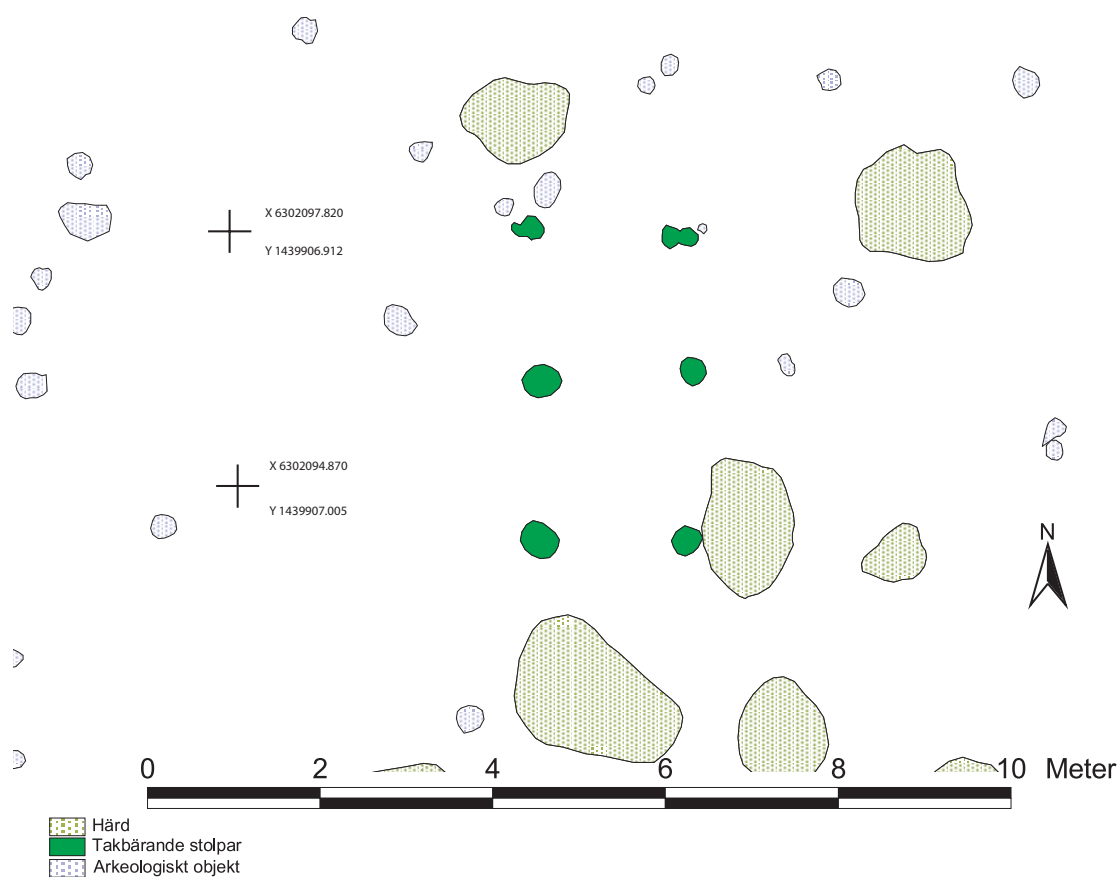 X 6302097.820
Y 1439906.912
X 6302094.870
Y 1439907.005
N
0 2 4 6 8 10 Meter
Härd
Takbärande stolpar
Arkeologiskt objekt